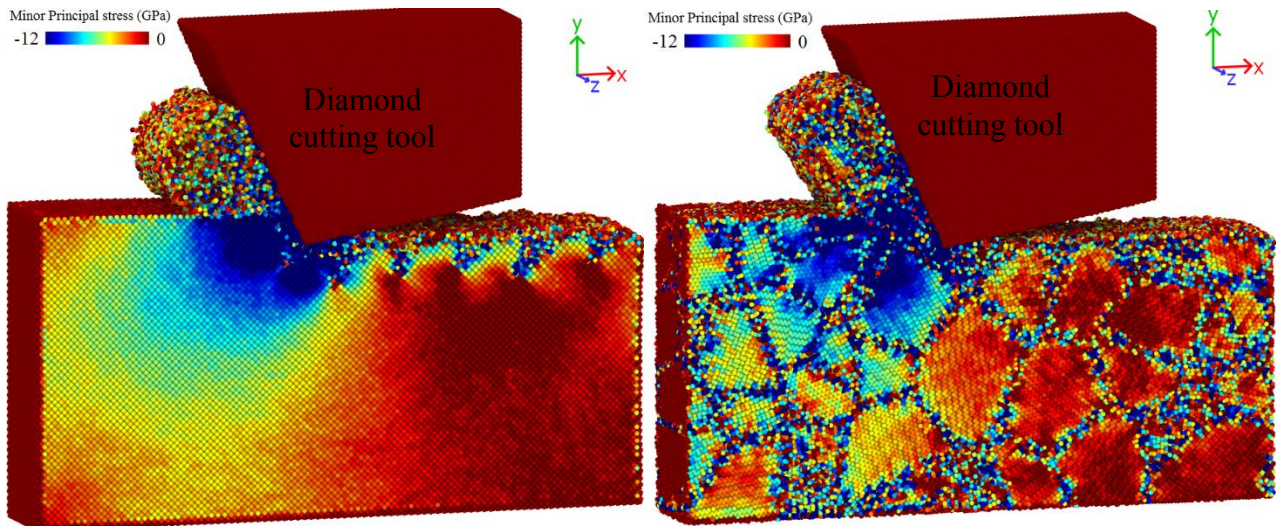 Minor Principal stress (GPa)
-12 0
Diamond
cutting tool
y
x
z
Minor Principal stress (GPa)
-12 0
Diamond
cutting tool
y
x
z